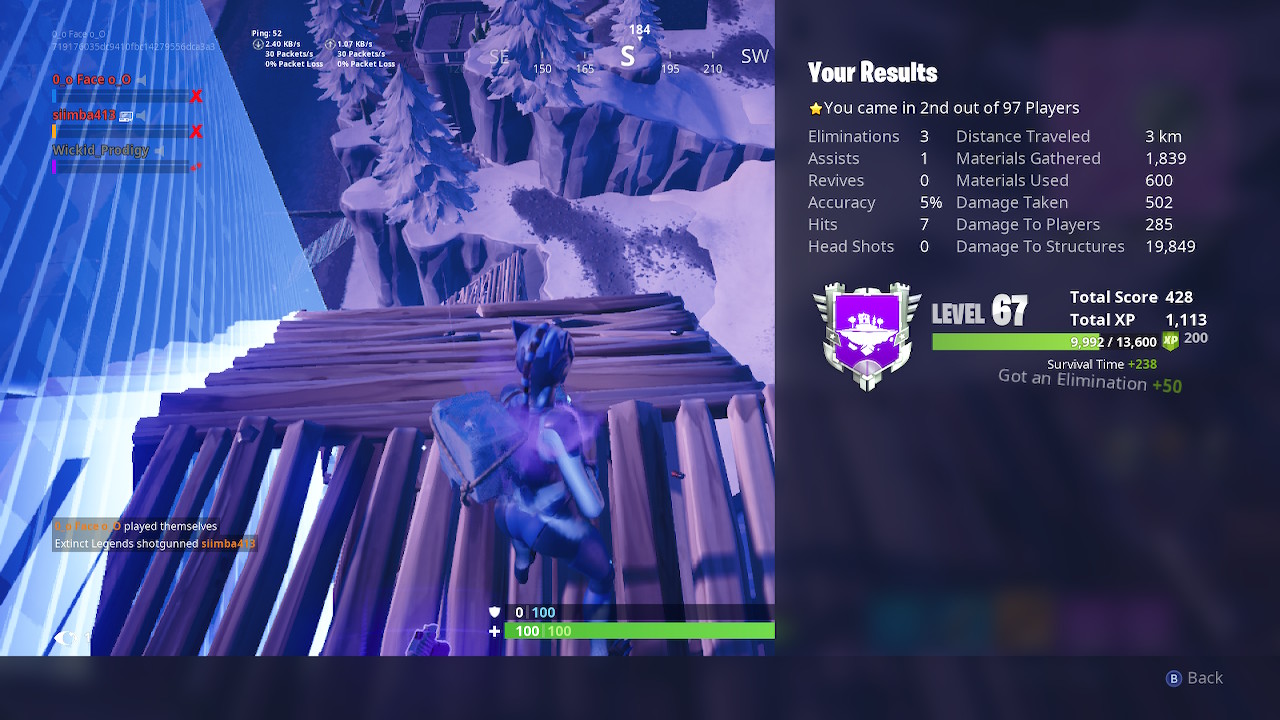 0_o Face o_O
Ping: 52
2.40 KB/s 1.07 KB/s
30 Packets/s 30 Packets/s
0% Packet Loss 0% Packet Loss
184
SE 150 165 S 195 210 SW
0_o Face o_O
siimba413
Wickid_Prodigy
0_o Face o_O played themselves
Extinct Legends shotgunned siimba413
0 | 100
100 | 100
Your Results
You came in 2nd out of 97 Players
Eliminations 3 Distance Traveled 3 km
Assists 1 Materials Gathered 1,839
Revives 0 Materials Used 600
Accuracy 5% Damage Taken 502
Hits 7 Damage To Players 285
Head Shots 0 Damage To Structures 19,849
LEVEL 67
Total Score 428
Total XP 1,113
9,992 / 13,600 XP 200
Survival Time +238
Got an Elimination +50
B Back